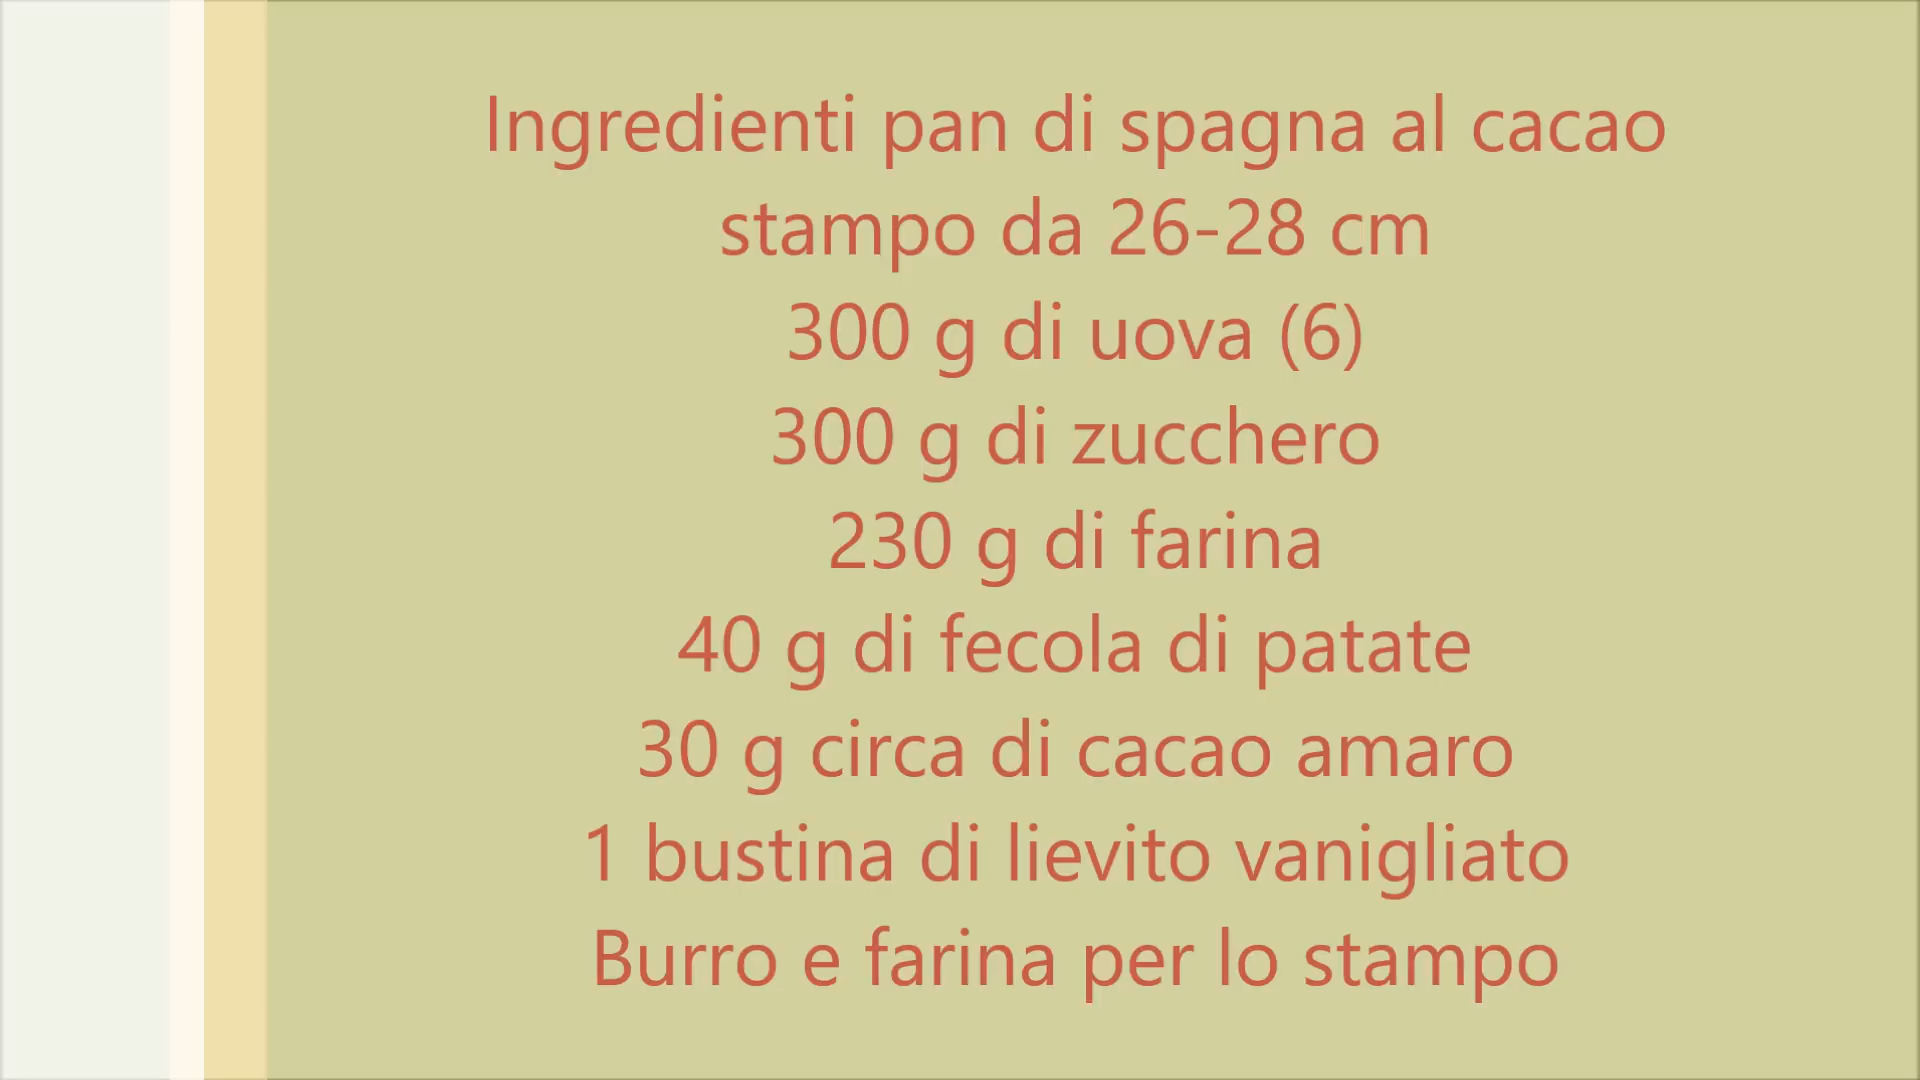 Ingredienti pan di spagna al cacao
stampo da 26-28 cm
300 g di uova (6)
300 g di zucchero
230 g di farina
40 g di fecola di patate
30 g circa di cacao amaro
1 bustina di lievito vanigliato
Burro e farina per lo stampo